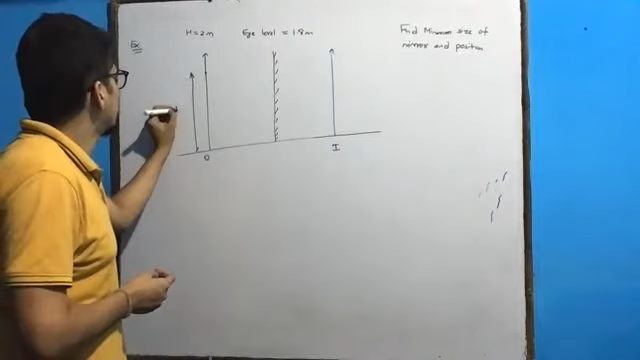 Ex
H = 2m
Eye level = 1.8m
Find Minimum size of
mirror and position
O
I